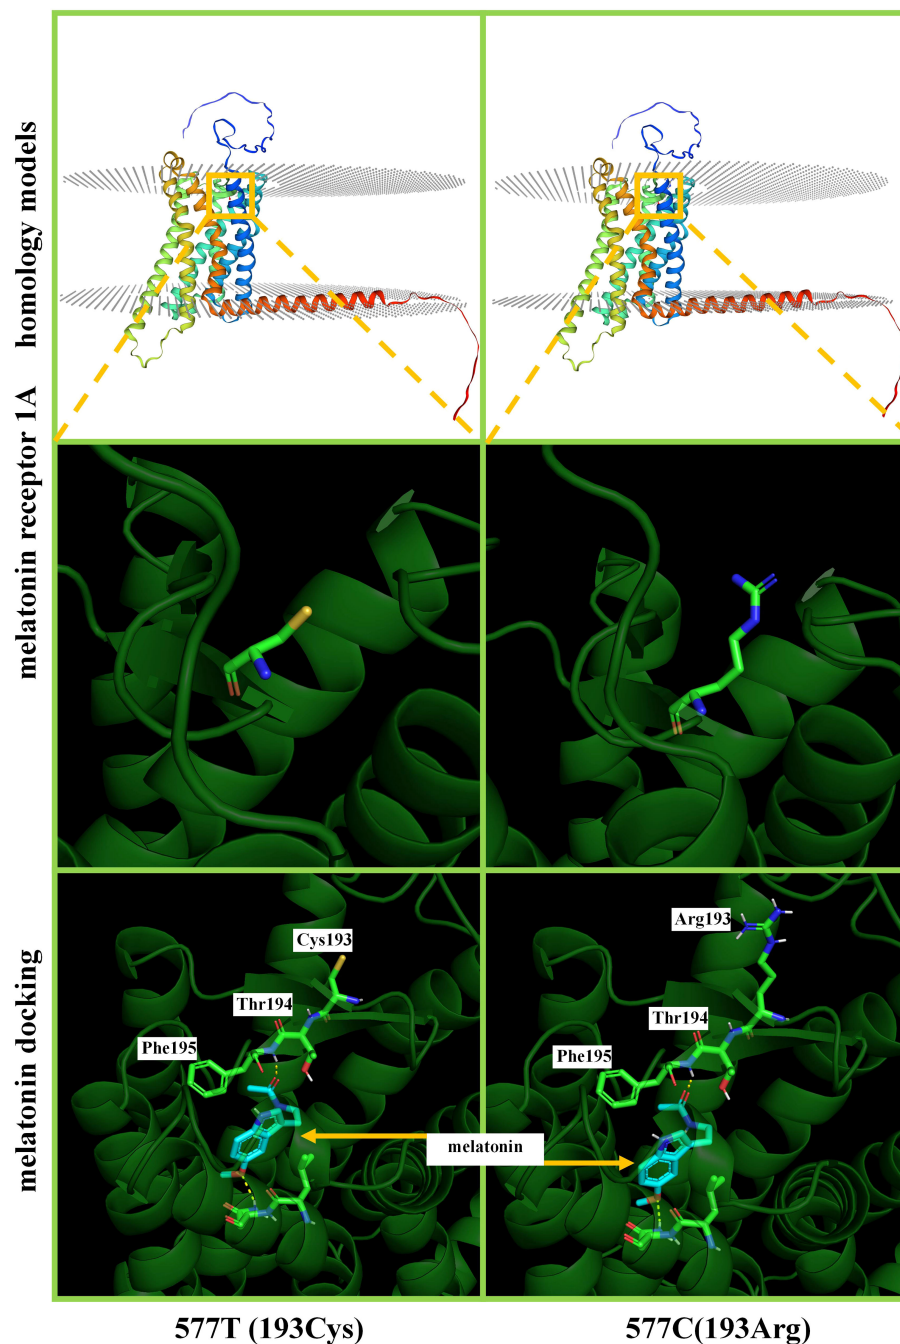 melatonin receptor 1A homology models
melatonin docking
Cys193
Thr194
Phe195
Arg193
Thr194
Phe195
melatonin
577T (193Cys)
577C(193Arg)